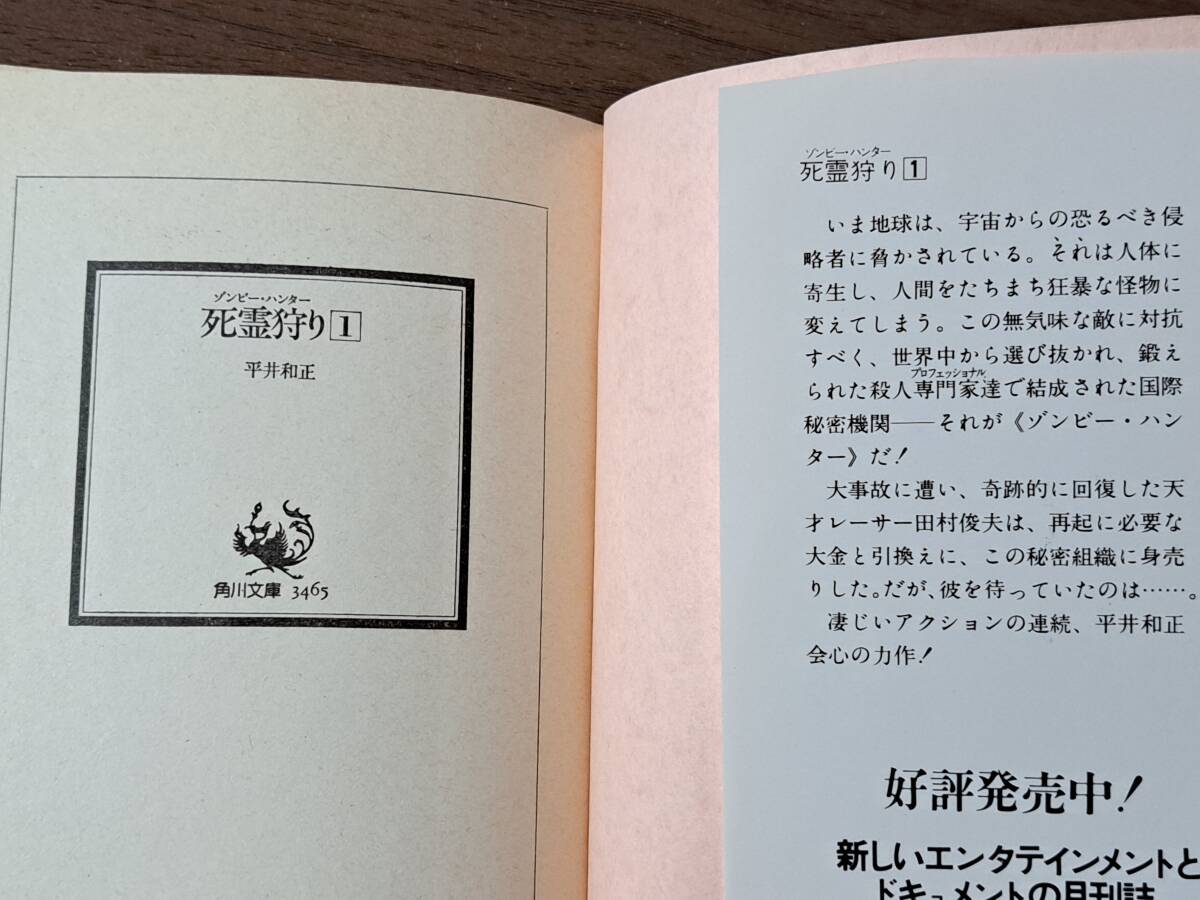 ゾンビー・ハンター
死霊狩り1
平井和正
角川文庫 3465
ゾンビー・ハンター
死霊狩り1
いま地球は、宇宙からの恐るべき侵
略者に脅かされている。それは人体に
寄生し、人間をたちまち狂暴な怪物に
変えてしまう。この無気味な敵に対抗
すべく、世界中から選び抜かれ、鍛え
プロフェッショナル
られた殺人専門家達で結成された国際
秘密機関――それが《ゾンビー・ハン
ター》だ!
大事故に遭い、奇跡的に回復した天
才レーサー田村俊夫は、再起に必要な
大金と引換えに、この秘密組織に身売
りした。だが、彼を待っていたのは……。
凄じいアクションの連続、平井和正
会心の力作!
好評発売中!
新しいエンタテインメントと
ドキュメントの月刊誌